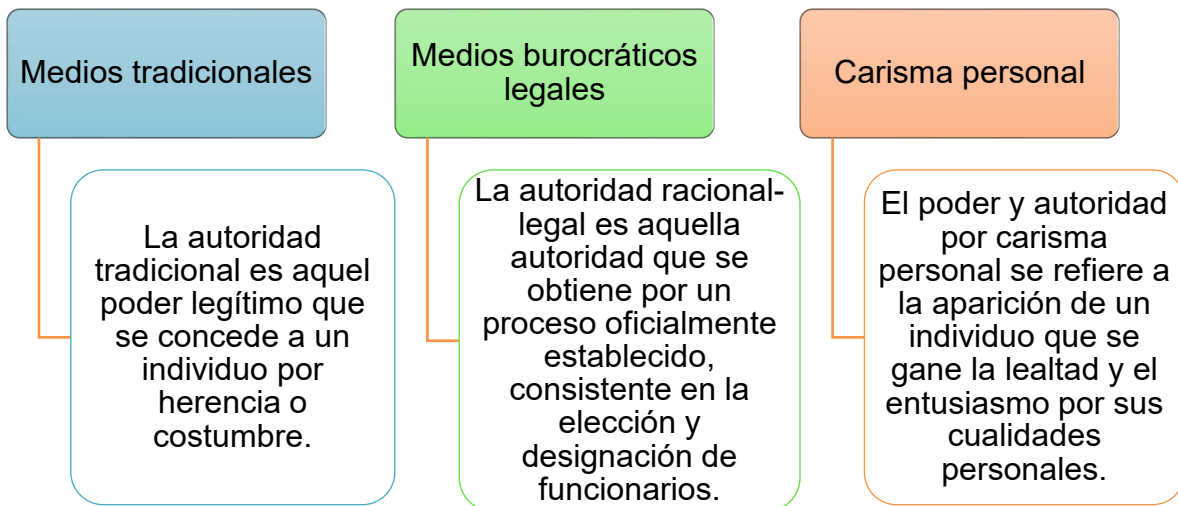 Medios tradicionales
La autoridad
tradicional es aquel
poder legítimo que
se concede a un
individuo por
herencia o
costumbre.
Medios burocráticos
legales
La autoridad racional-
legal es aquella
autoridad que se
obtiene por un
proceso oficialmente
establecido,
consistente en la
elección y
designación de
funcionarios.
Carisma personal
El poder y autoridad
por carisma
personal se refiere a
la aparición de un
individuo que se
gane la lealtad y el
entusiasmo por sus
cualidades
personales.